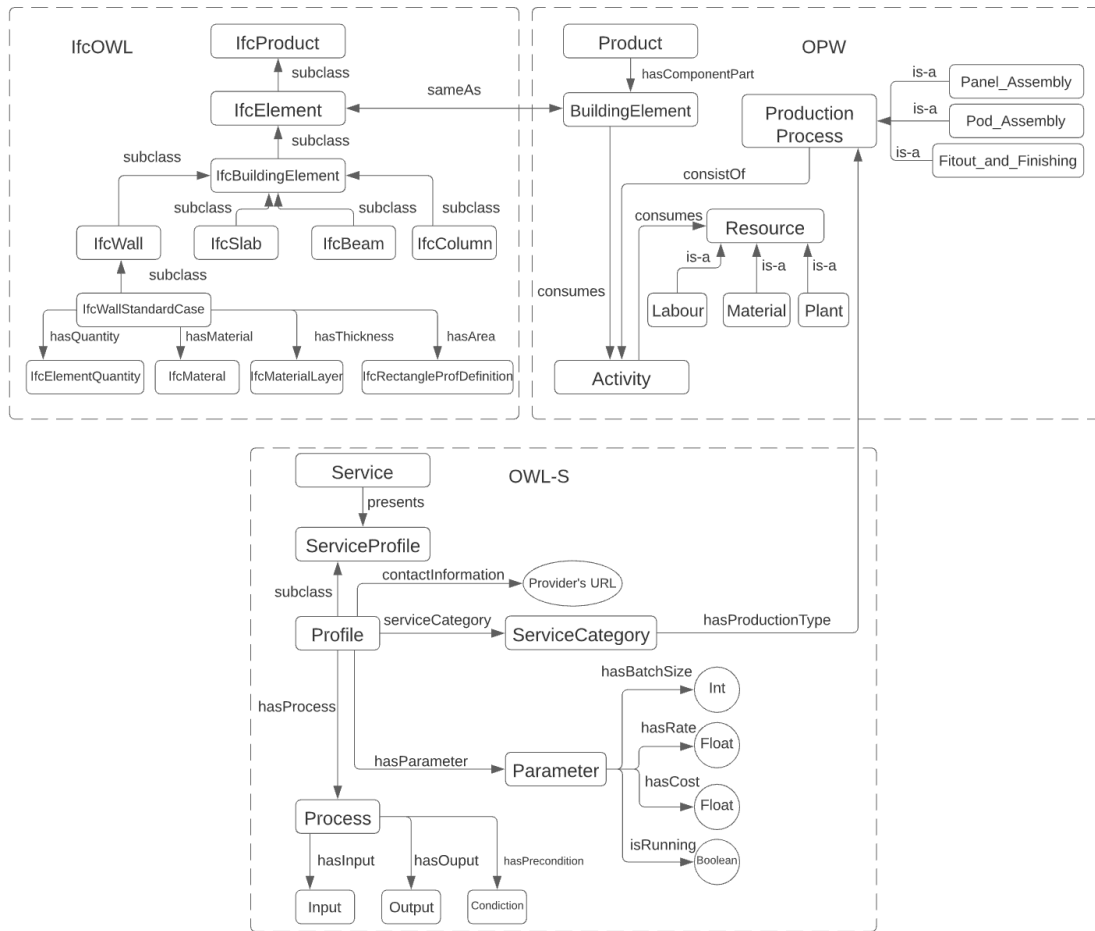 IfcOWL
IfcProduct
subclass
IfcElement
subclass
subclass
IfcBuildingElement
subclass
subclass
subclass
IfcWall
IfcSlab
IfcBeam
IfcColumn
subclass
IfcWallStandardCase
hasQuantity
hasMaterial
hasThickness
hasArea
IfcElementQuantity
IfcMateral
IfcMaterialLayer
IfcRectangleProfDefinition
sameAs
OPW
Product
hasComponentPart
BuildingElement
Production
Process
is-a
Panel_Assembly
is-a
Pod_Assembly
is-a
Fitout_and_Finishing
consistOf
consumes
Resource
is-a
is-a
is-a
Labour
Material
Plant
consumes
Activity
OWL-S
Service
presents
ServiceProfile
subclass
contactInformation
Provider's URL
Profile
serviceCategory
ServiceCategory
hasProductionType
hasProcess
hasParameter
Parameter
hasBatchSize
Int
hasRate
Float
hasCost
Float
isRunning
Boolean
Process
hasInput
hasOuput
hasPrecondition
Input
Output
Condiction